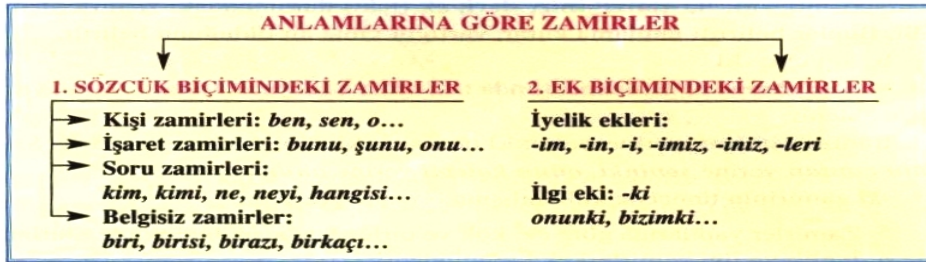 ANLAMLARINA GÖRE ZAMİRLER
1. SÖZCÜK BİÇİMİNDEKİ ZAMİRLER
Kişi zamirleri: ben, sen, o...
İşaret zamirleri: bunu, şunu, onu...
Soru zamirleri:
kim, kimi, ne, neyi, hangisi...
Belgisiz zamirler:
biri, birisi, birazı, birkaçı...
2. EK BİÇİMİNDEKİ ZAMİRLER
İyelik ekleri:
-im, -in, -i, -imiz, -iniz, -leri
İlgi eki: -ki
onunki, bizimki...